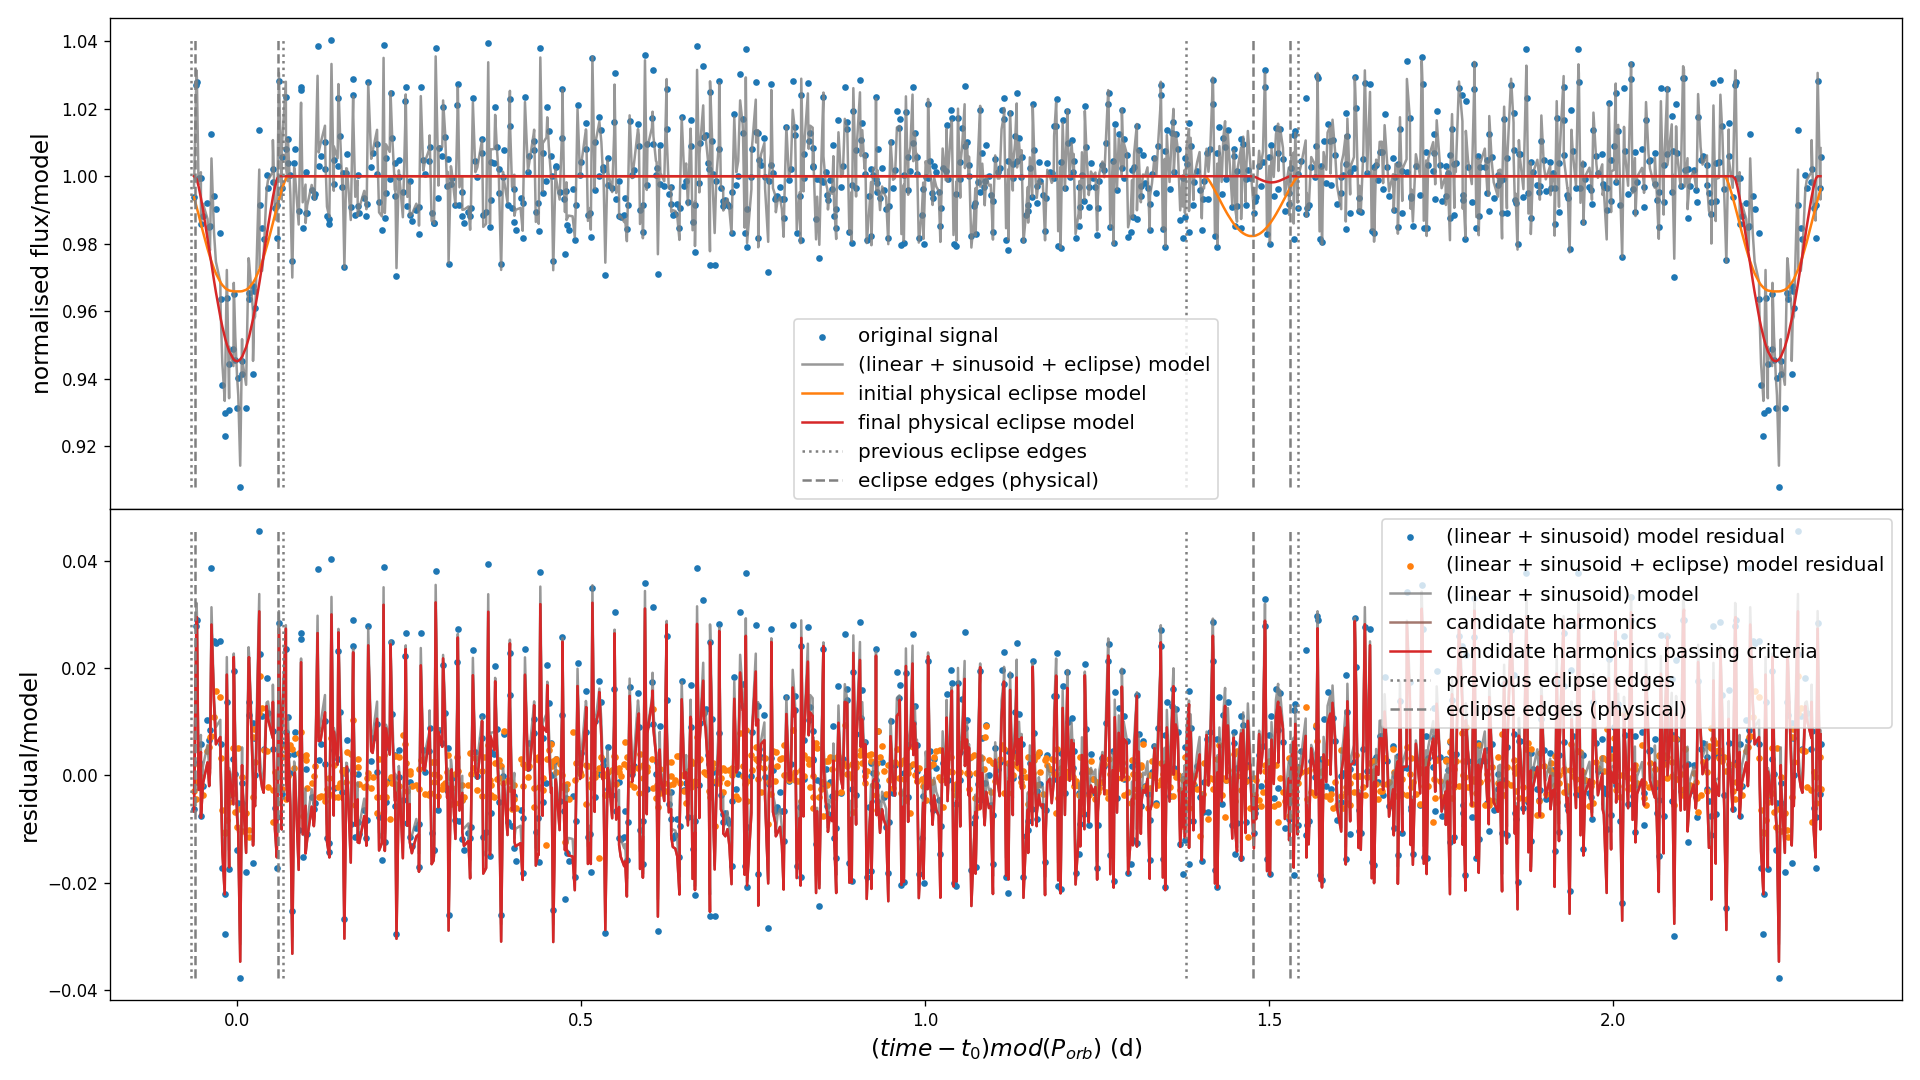 normalised flux/model
1.04
1.02
1.00
0.98
0.96
0.94
0.92
original signal
(linear + sinusoid + eclipse) model
initial physical eclipse model
final physical eclipse model
previous eclipse edges
eclipse edges (physical)
residual/model
0.04
0.02
0.00
−0.02
−0.04
(linear + sinusoid) model residual
(linear + sinusoid + eclipse) model residual
(linear + sinusoid) model
candidate harmonics
candidate harmonics passing criteria
previous eclipse edges
eclipse edges (physical)
0.0 0.5 1.0 1.5 2.0
(time − t₀)mod(Pₒᵣb) (d)